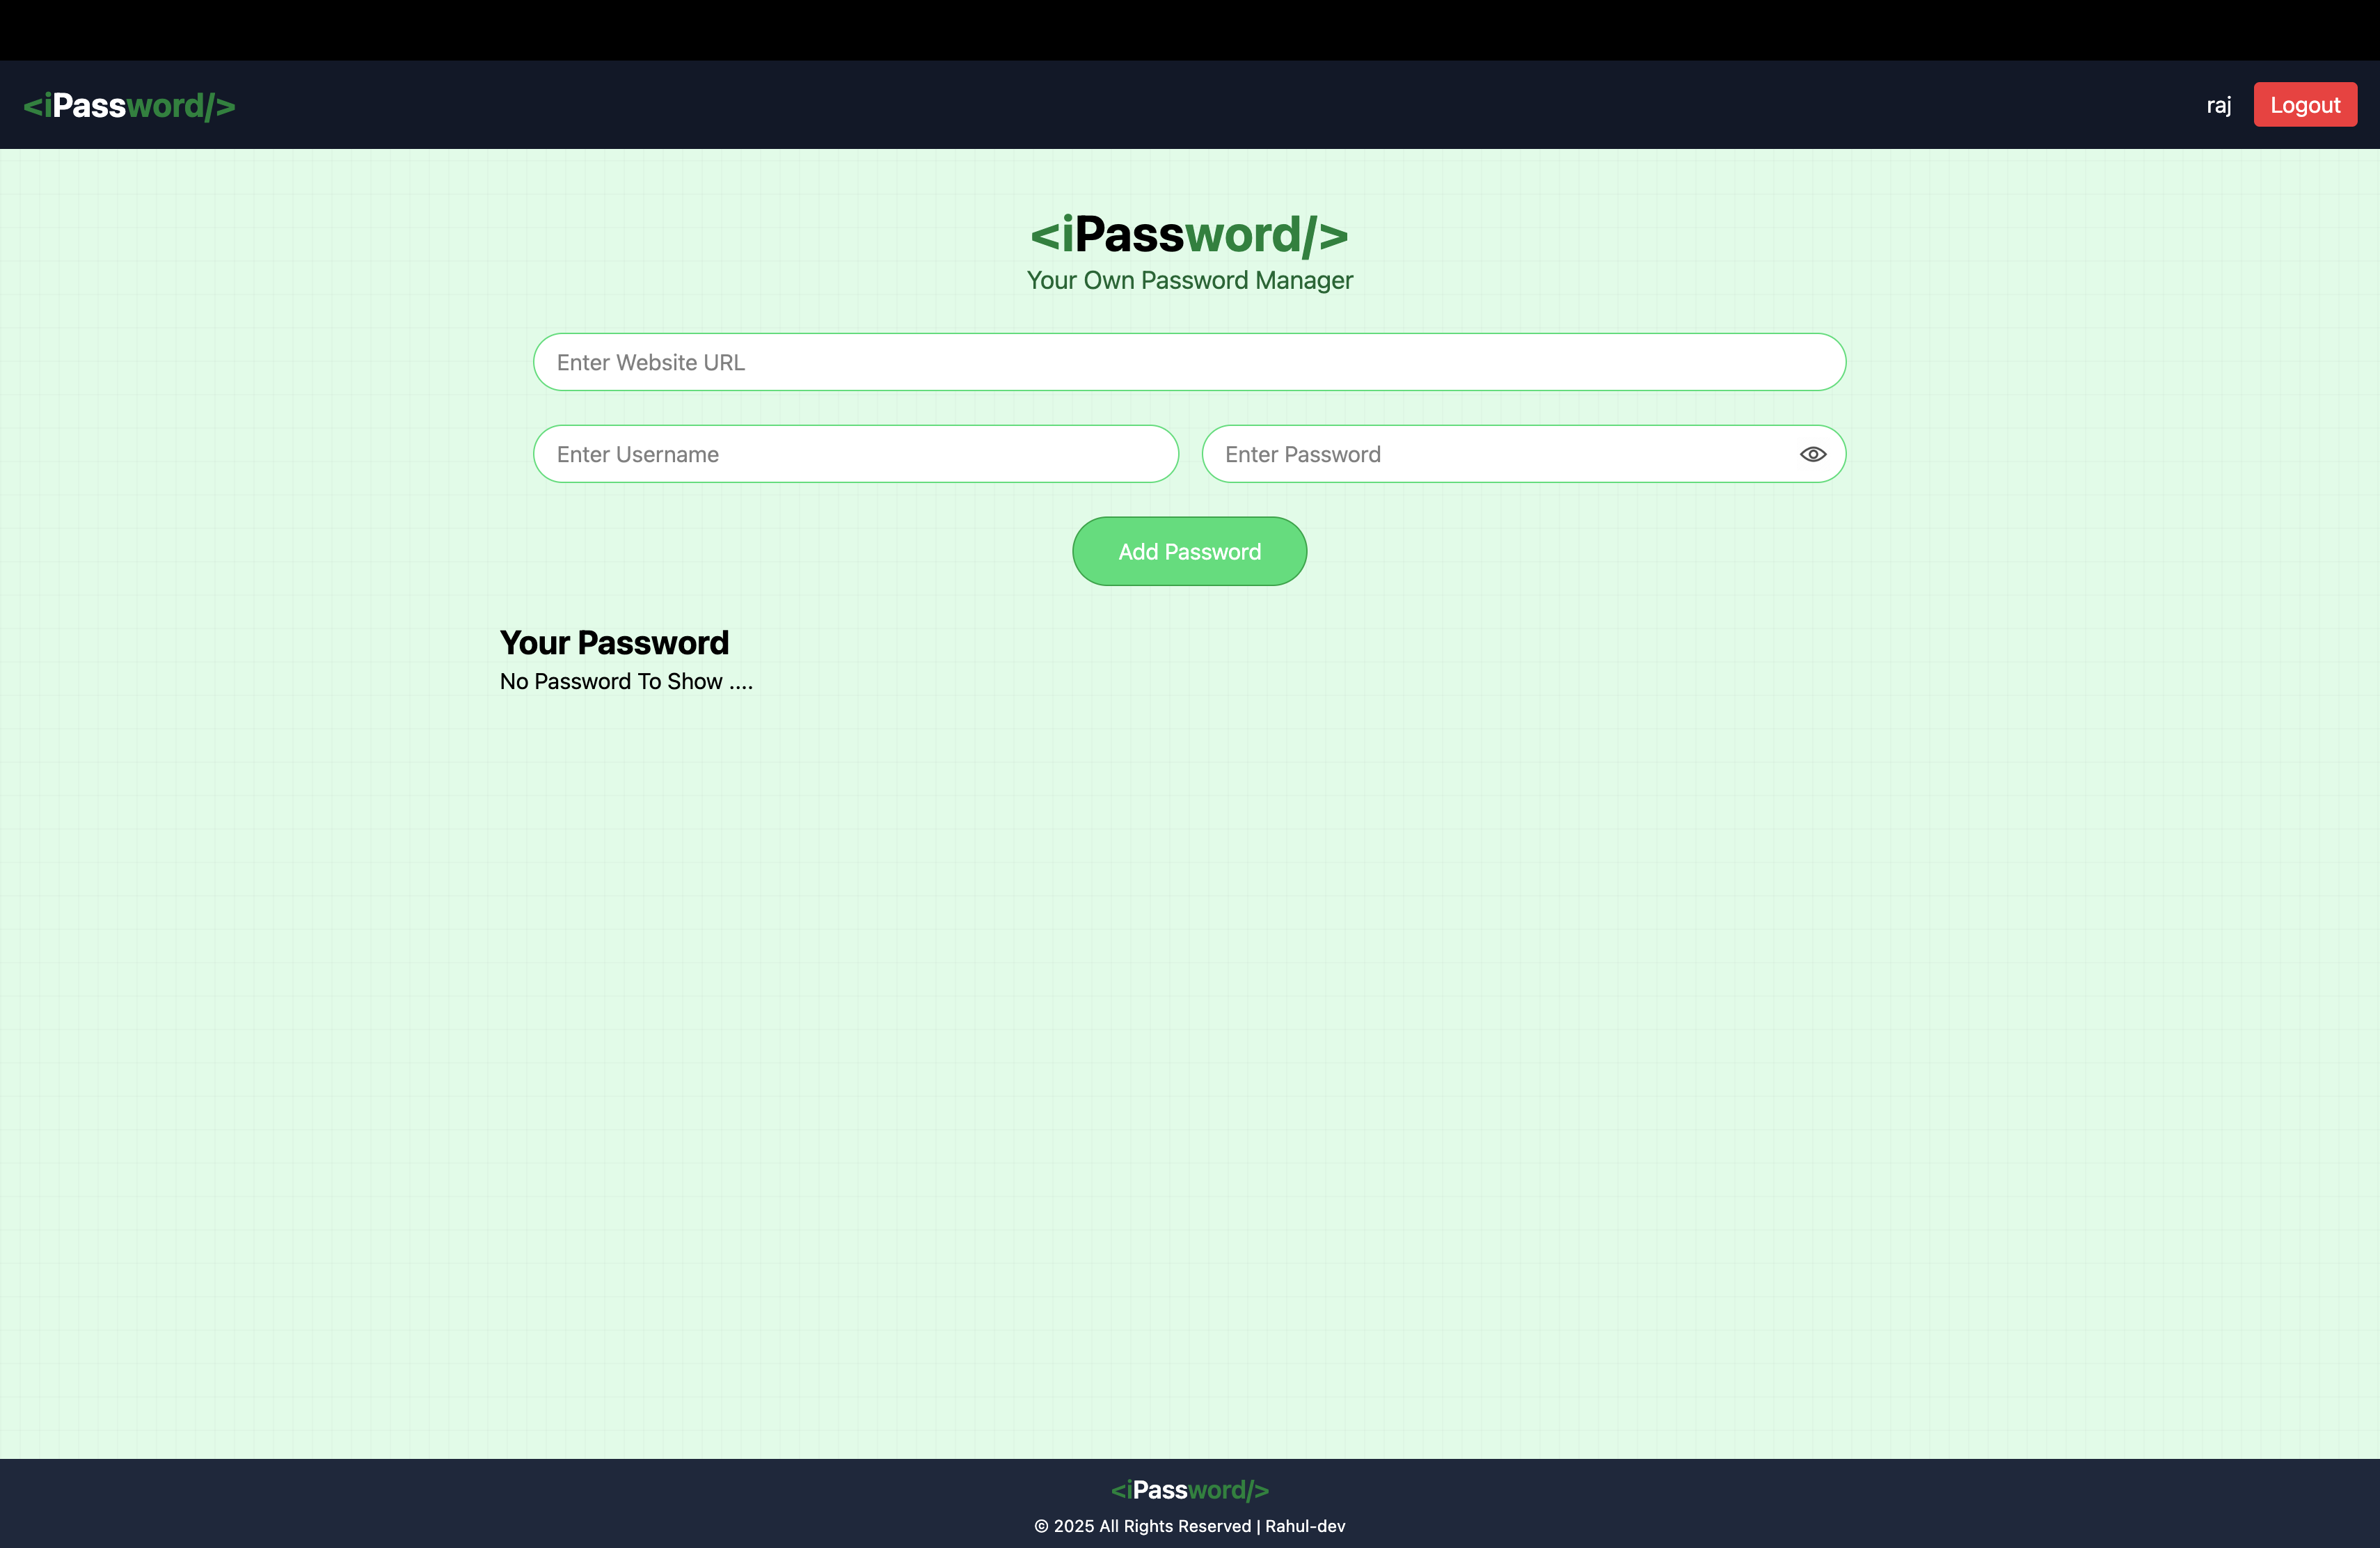 <iPassword/>
raj
Logout
<iPassword/>
Your Own Password Manager
Enter Website URL
Enter Username
Enter Password
Add Password
Your Password
No Password To Show ....
<iPassword/>
© 2025 All Rights Reserved | Rahul-dev